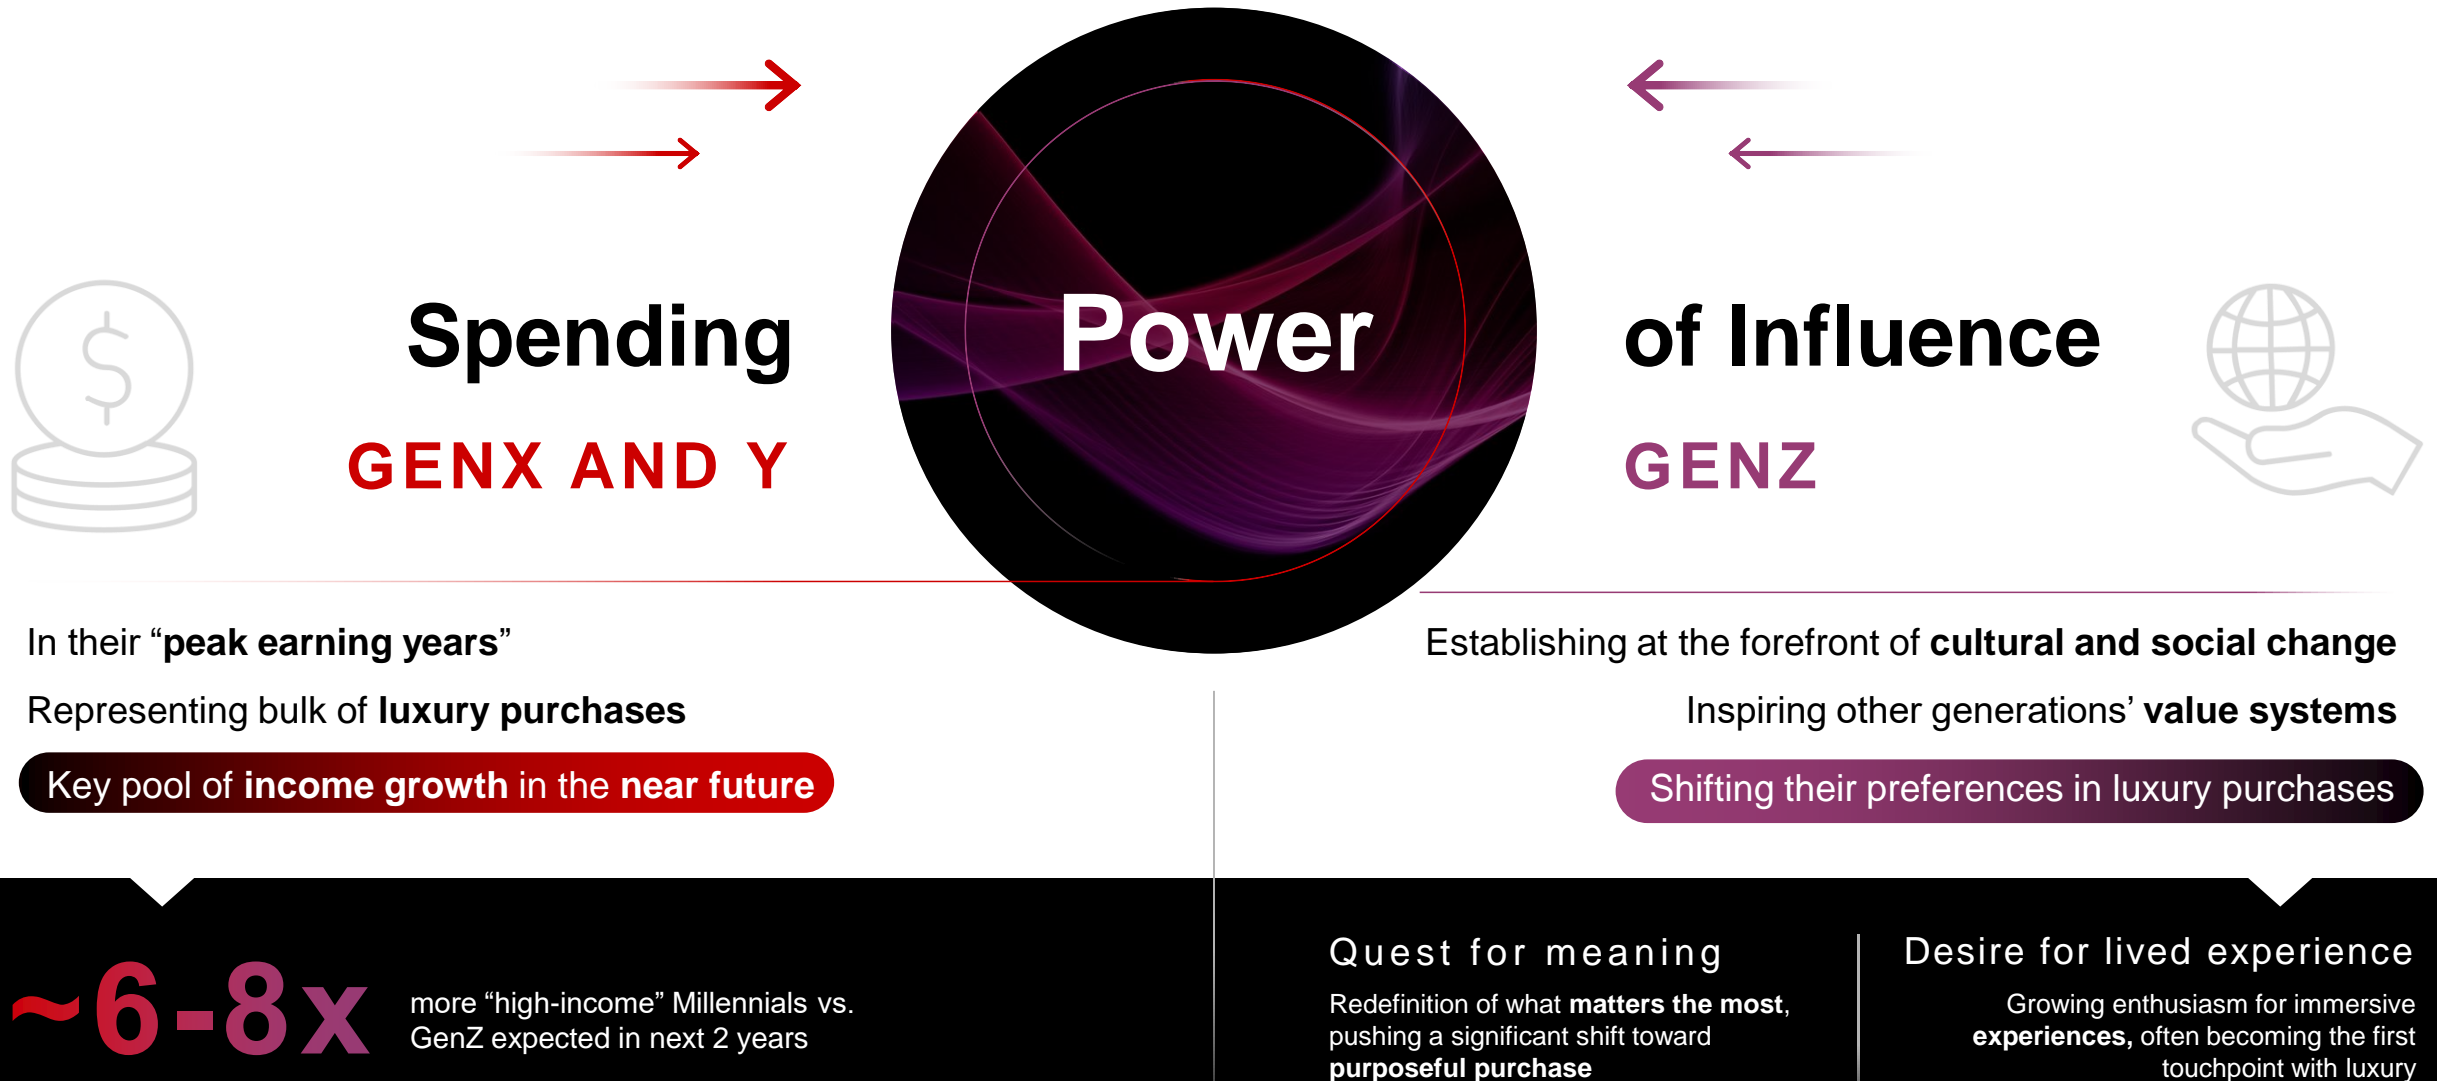 Spending
Power
of Influence
GENX AND Y
GENZ
In their “peak earning years”
Representing bulk of luxury purchases
Key pool of income growth in the near future
Establishing at the forefront of cultural and social change
Inspiring other generations’ value systems
Shifting their preferences in luxury purchases
~6-8x
more “high-income” Millennials vs.
GenZ expected in next 2 years
Quest for meaning
Redefinition of what matters the most,
pushing a significant shift toward
purposeful purchase
Desire for lived experience
Growing enthusiasm for immersive
experiences, often becoming the first
touchpoint with luxury